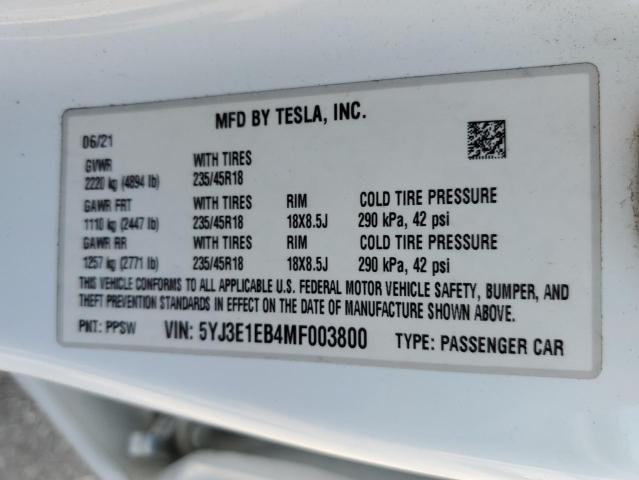 MFD BY TESLA, INC.
06/21
GVWR WITH TIRES
2220 kg (4894 lb) 235/45R18
GAWR FRT WITH TIRES RIM COLD TIRE PRESSURE
1110 kg (2447 lb) 235/45R18 18X8.5J 290 kPa, 42 psi
GAWR RR WITH TIRES RIM COLD TIRE PRESSURE
1257 kg (2771 lb) 235/45R18 18X8.5J 290 kPa, 42 psi
THIS VEHICLE CONFORMS TO ALL APPLICABLE U.S. FEDERAL MOTOR VEHICLE SAFETY, BUMPER, AND
THEFT PREVENTION STANDARDS IN EFFECT ON THE DATE OF MANUFACTURE SHOWN ABOVE.
PNT: PPSW VIN: 5YJ3E1EB4MF003800 TYPE: PASSENGER CAR